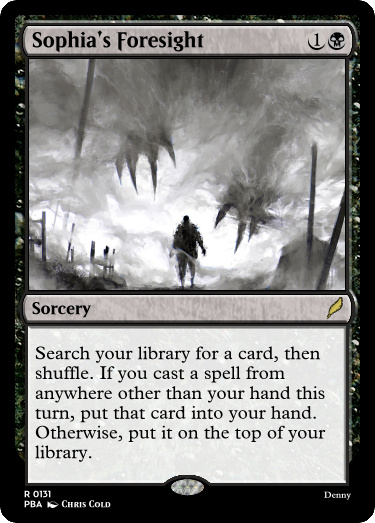 Sophia's Foresight 1
Sorcery
Search your library for a card, then
shuffle. If you cast a spell from
anywhere other than your hand this
turn, put that card into your hand.
Otherwise, put it on the top of your
library.
R 0131
PBA Chris Cold
Denny